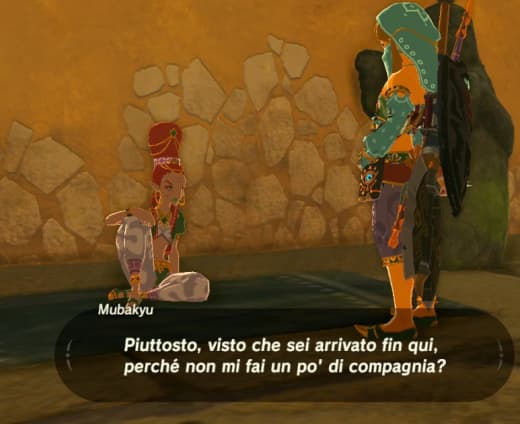 Mubakyu
Piuttosto, visto che sei arrivato fin qui,
perché non mi fai un po' di compagnia?